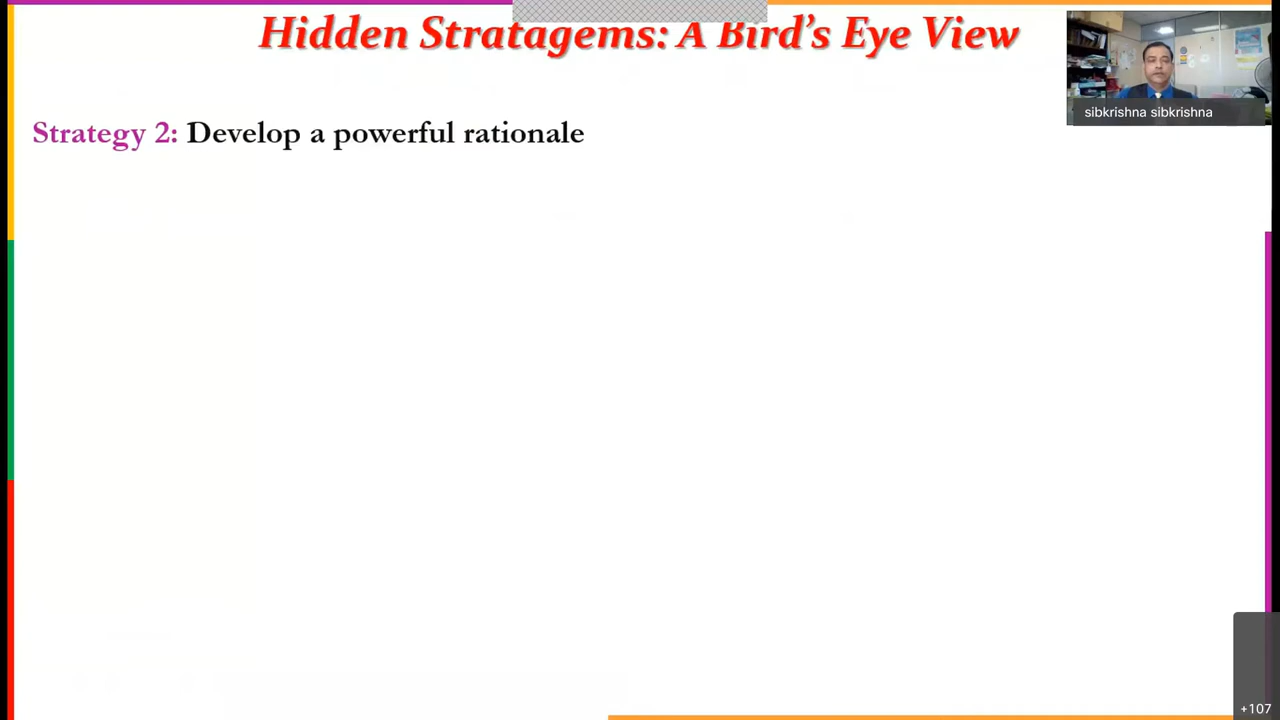 Hidden Stratagems: A Bird's Eye View
sibkrishna sibkrishna
Strategy 2: Develop a powerful rationale
+107